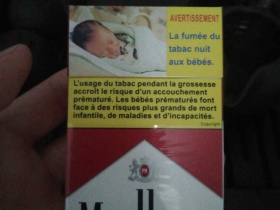 AVERTISSEMENT
La fumée du
tabac nuit
aux bébés.
L'usage du tabac pendant la grossesse
accroît le risque d'un accouchement
prématuré. Les bébés prématurés font
face à des risques plus grands de mort
infantile, de maladies et d'incapacités.
Copyright